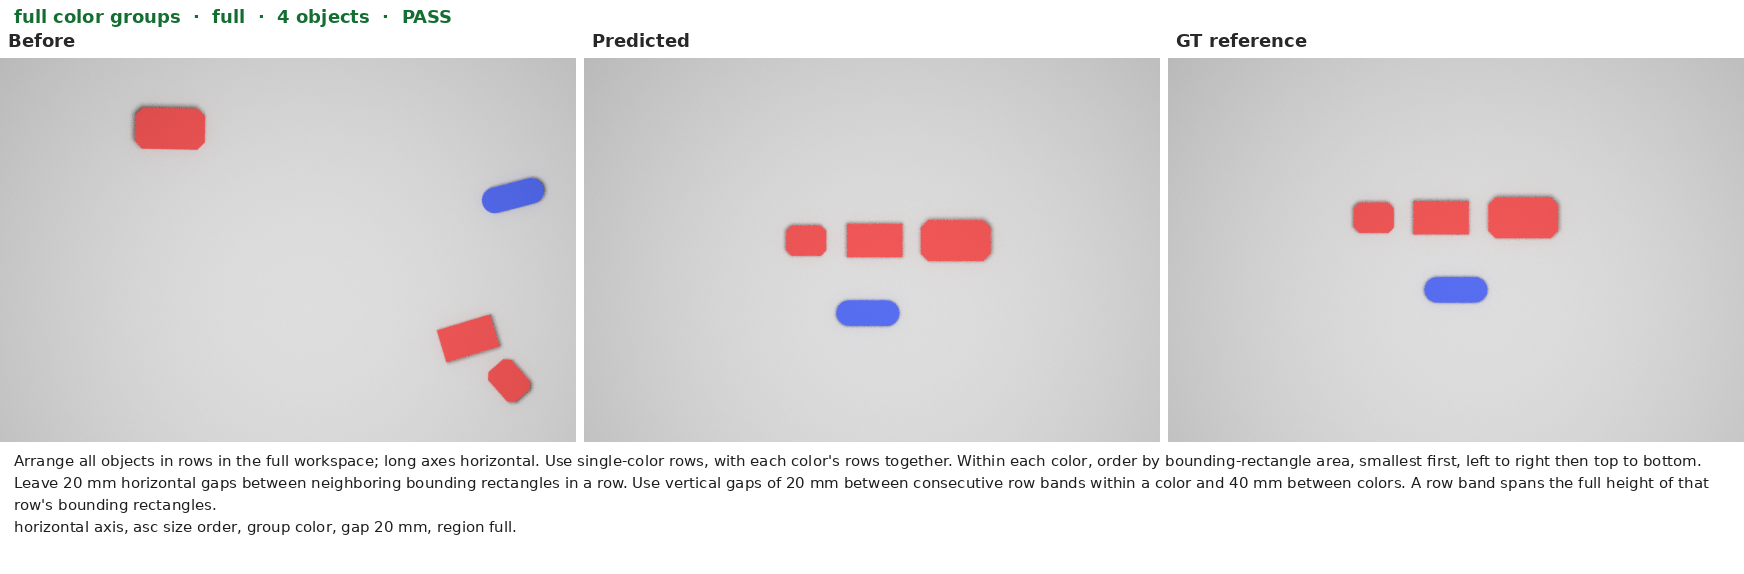 full color groups · full · 4 objects · PASS
Before
Predicted
GT reference
Arrange all objects in rows in the full workspace; long axes horizontal. Use single-color rows, with each color's rows together. Within each color, order by bounding-rectangle area, smallest first, left to right then top to bottom.
Leave 20 mm horizontal gaps between neighboring bounding rectangles in a row. Use vertical gaps of 20 mm between consecutive row bands within a color and 40 mm between colors. A row band spans the full height of that
row's bounding rectangles.
horizontal axis, asc size order, group color, gap 20 mm, region full.